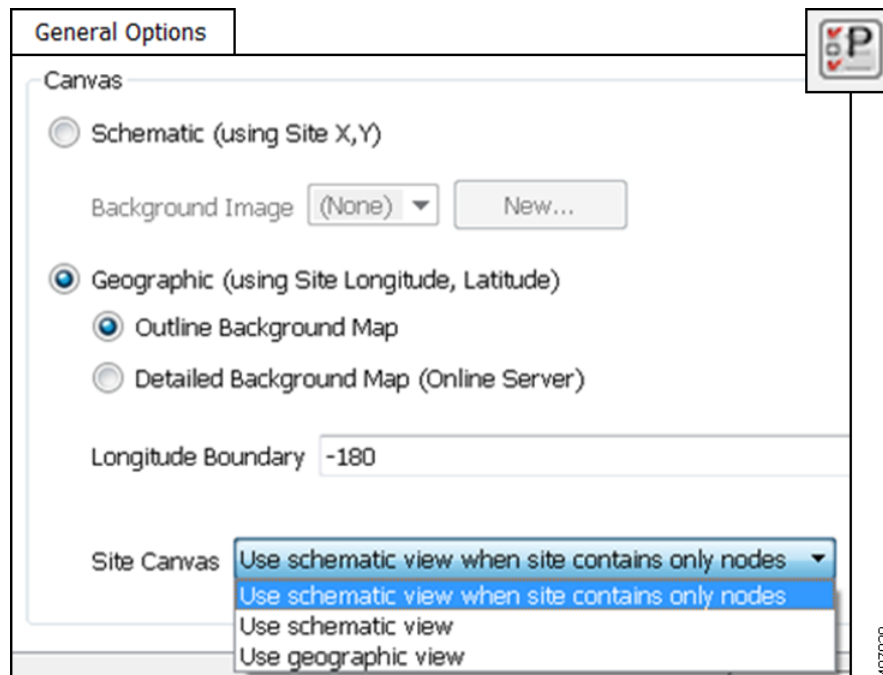 General Options
P
Canvas
Schematic (using Site X,Y)
Background Image (None) New...
Geographic (using Site Longitude, Latitude)
Outline Background Map
Detailed Background Map (Online Server)
Longitude Boundary -180
Site Canvas Use schematic view when site contains only nodes
Use schematic view when site contains only nodes
Use schematic view
Use geographic view